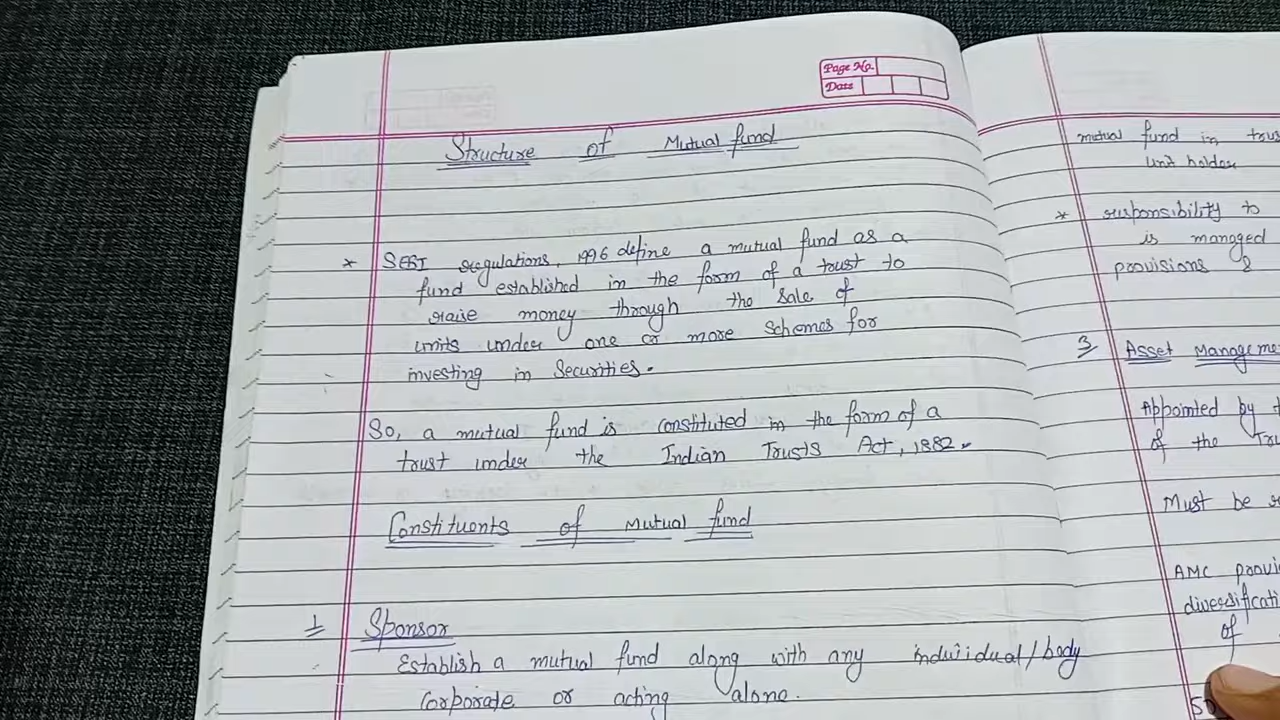 Page No.
Date
Structure of Mutual fund
* SEBI regulations, 1996 define a mutual fund as a
fund established in the form of a trust to
raise money through the sale of
units under one or more schemes for
investing in Securities.
So, a mutual fund is constituted in the form of a
trust under the Indian Trusts Act, 1882.
Constituents of Mutual fund
1 Sponsor
Establish a mutual fund along with any individual/body
Corporate or acting alone.
mutual fund in
unit holder
* responsibility to
is managed
provisions &
3 Asset
Appointed by
of the
Must be
AMC
of